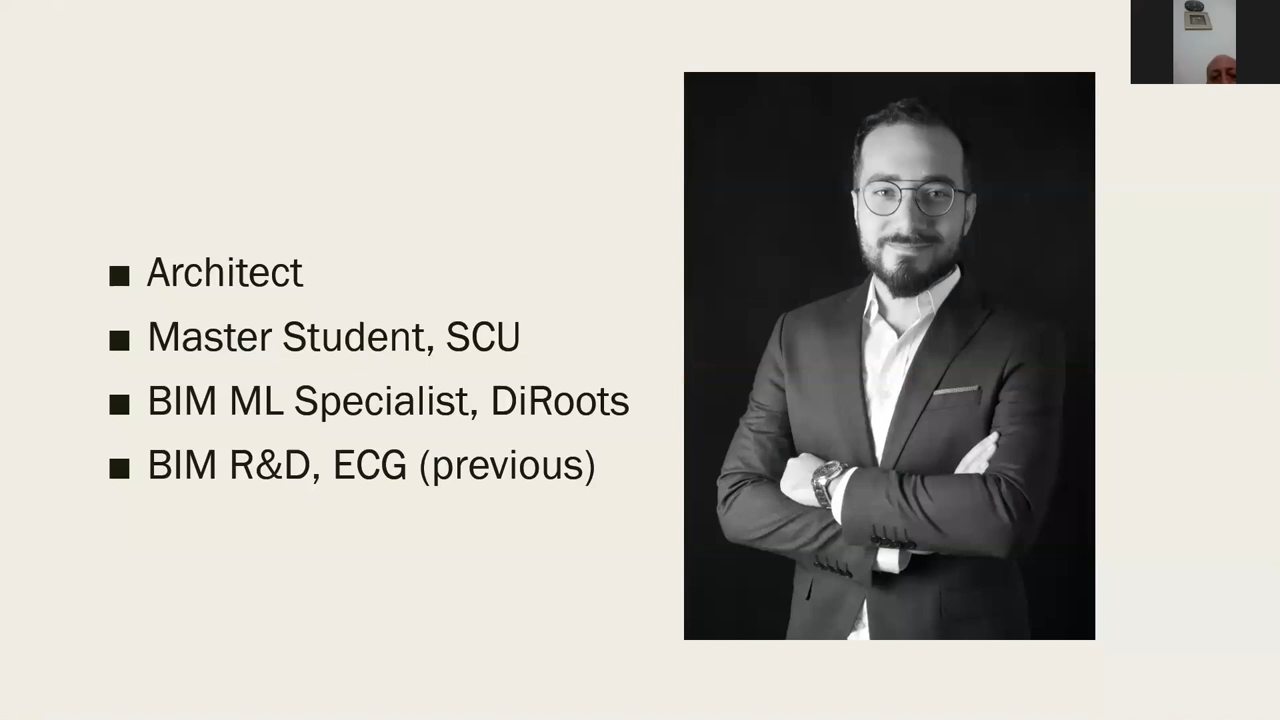 ■ Architect
■ Master Student, SCU
■ BIM ML Specialist, DiRoots
■ BIM R&D, ECG (previous)